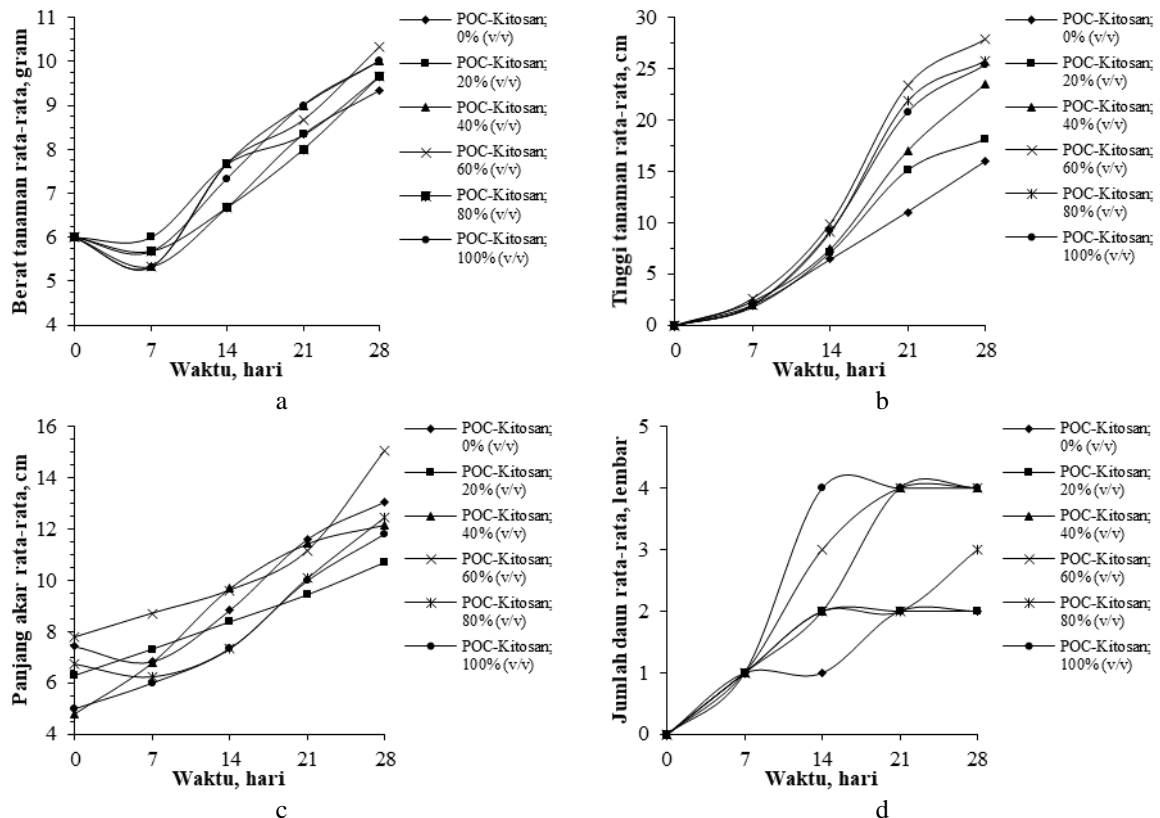 Berat tanaman rata-rata, gram
10
9
8
7
6
5
4
0 7 14 21 28
Waktu, hari
POC-Kitosan;
0% (v/v)
POC-Kitosan;
20% (v/v)
POC-Kitosan;
40% (v/v)
POC-Kitosan;
60% (v/v)
POC-Kitosan;
80% (v/v)
POC-Kitosan;
100% (v/v)
a
Tinggi tanaman rata-rata, cm
30
25
20
15
10
5
0
0 7 14 21 28
Waktu, hari
POC-Kitosan;
0% (v/v)
POC-Kitosan;
20% (v/v)
POC-Kitosan;
40% (v/v)
POC-Kitosan;
60% (v/v)
POC-Kitosan;
80% (v/v)
POC-Kitosan;
100% (v/v)
b
Panjang akar rata-rata, cm
16
14
12
10
8
6
4
0 7 14 21 28
Waktu, hari
POC-Kitosan;
0% (v/v)
POC-Kitosan;
20% (v/v)
POC-Kitosan;
40% (v/v)
POC-Kitosan;
60% (v/v)
POC-Kitosan;
80% (v/v)
POC-Kitosan;
100% (v/v)
c
Jumlah daun rata-rata, lembar
5
4
3
2
1
0
0 7 14 21 28
Waktu, hari
POC-Kitosan;
0% (v/v)
POC-Kitosan;
20% (v/v)
POC-Kitosan;
40% (v/v)
POC-Kitosan;
60% (v/v)
POC-Kitosan;
80% (v/v)
POC-Kitosan;
100% (v/v)
d